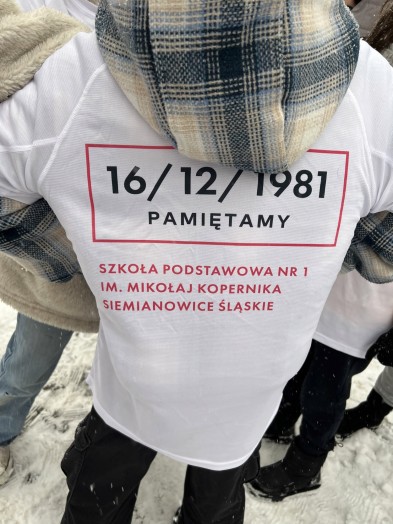 16/12/1981
PAMIĘTAMY
SZKOŁA PODSTAWOWA NR 1
IM. MIKOŁAJ KOPERNIKA
SIEMIANOWICE ŚLĄSKIE